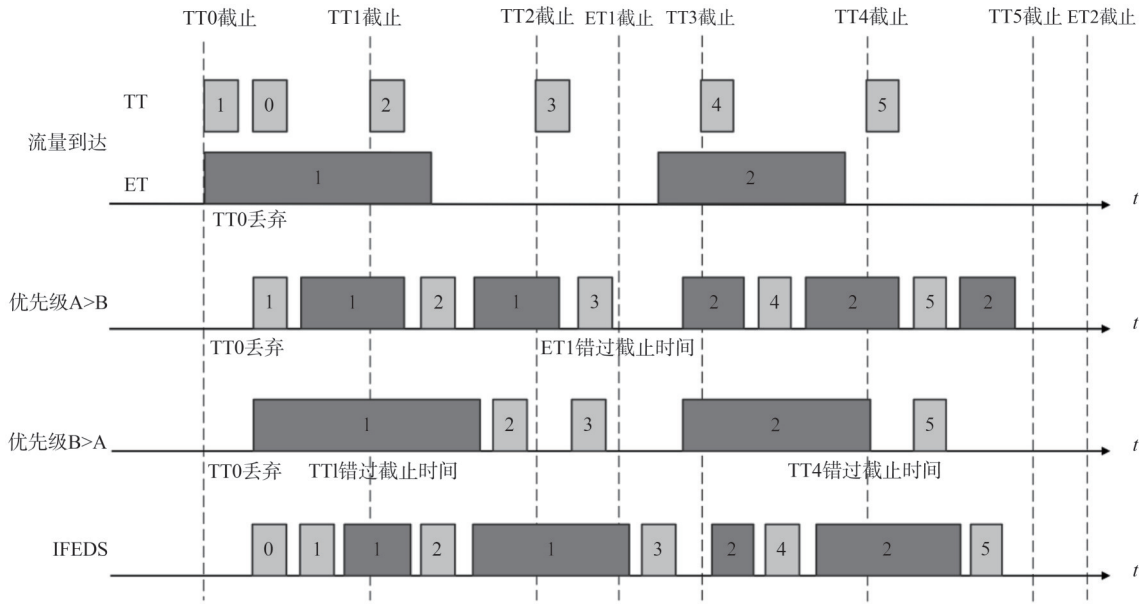 TT0截止 TT1截止 TT2截止 ET1截止 TT3截止 TT4截止 TT5截止 ET2截止
TT 1 0 2 3 4 5
流量到达
ET 1 2
t
TT0丢弃
优先级A>B 1 1 2 1 3 2 4 2 5 2
t
TT0丢弃 ET1错过截止时间
优先级B>A 1 2 3 2 5
t
TT0丢弃 TTl错过截止时间 TT4错过截止时间
IFEDS 0 1 1 2 1 3 2 4 2 5
t